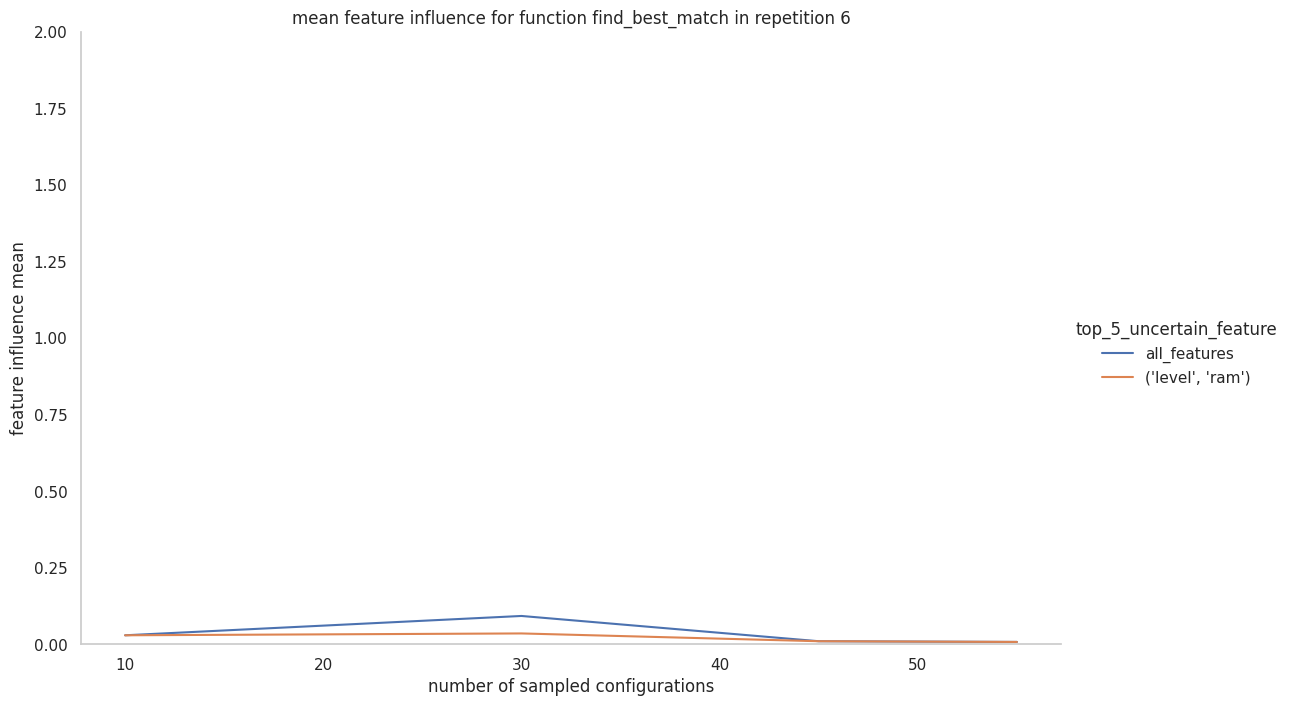 mean feature influence for function find_best_match in repetition 6
2.00
1.75
1.50
1.25
1.00
0.75
0.50
0.25
0.00
feature influence mean
10 20 30 40 50
number of sampled configurations
top_5_uncertain_feature
all_features
('level', 'ram')